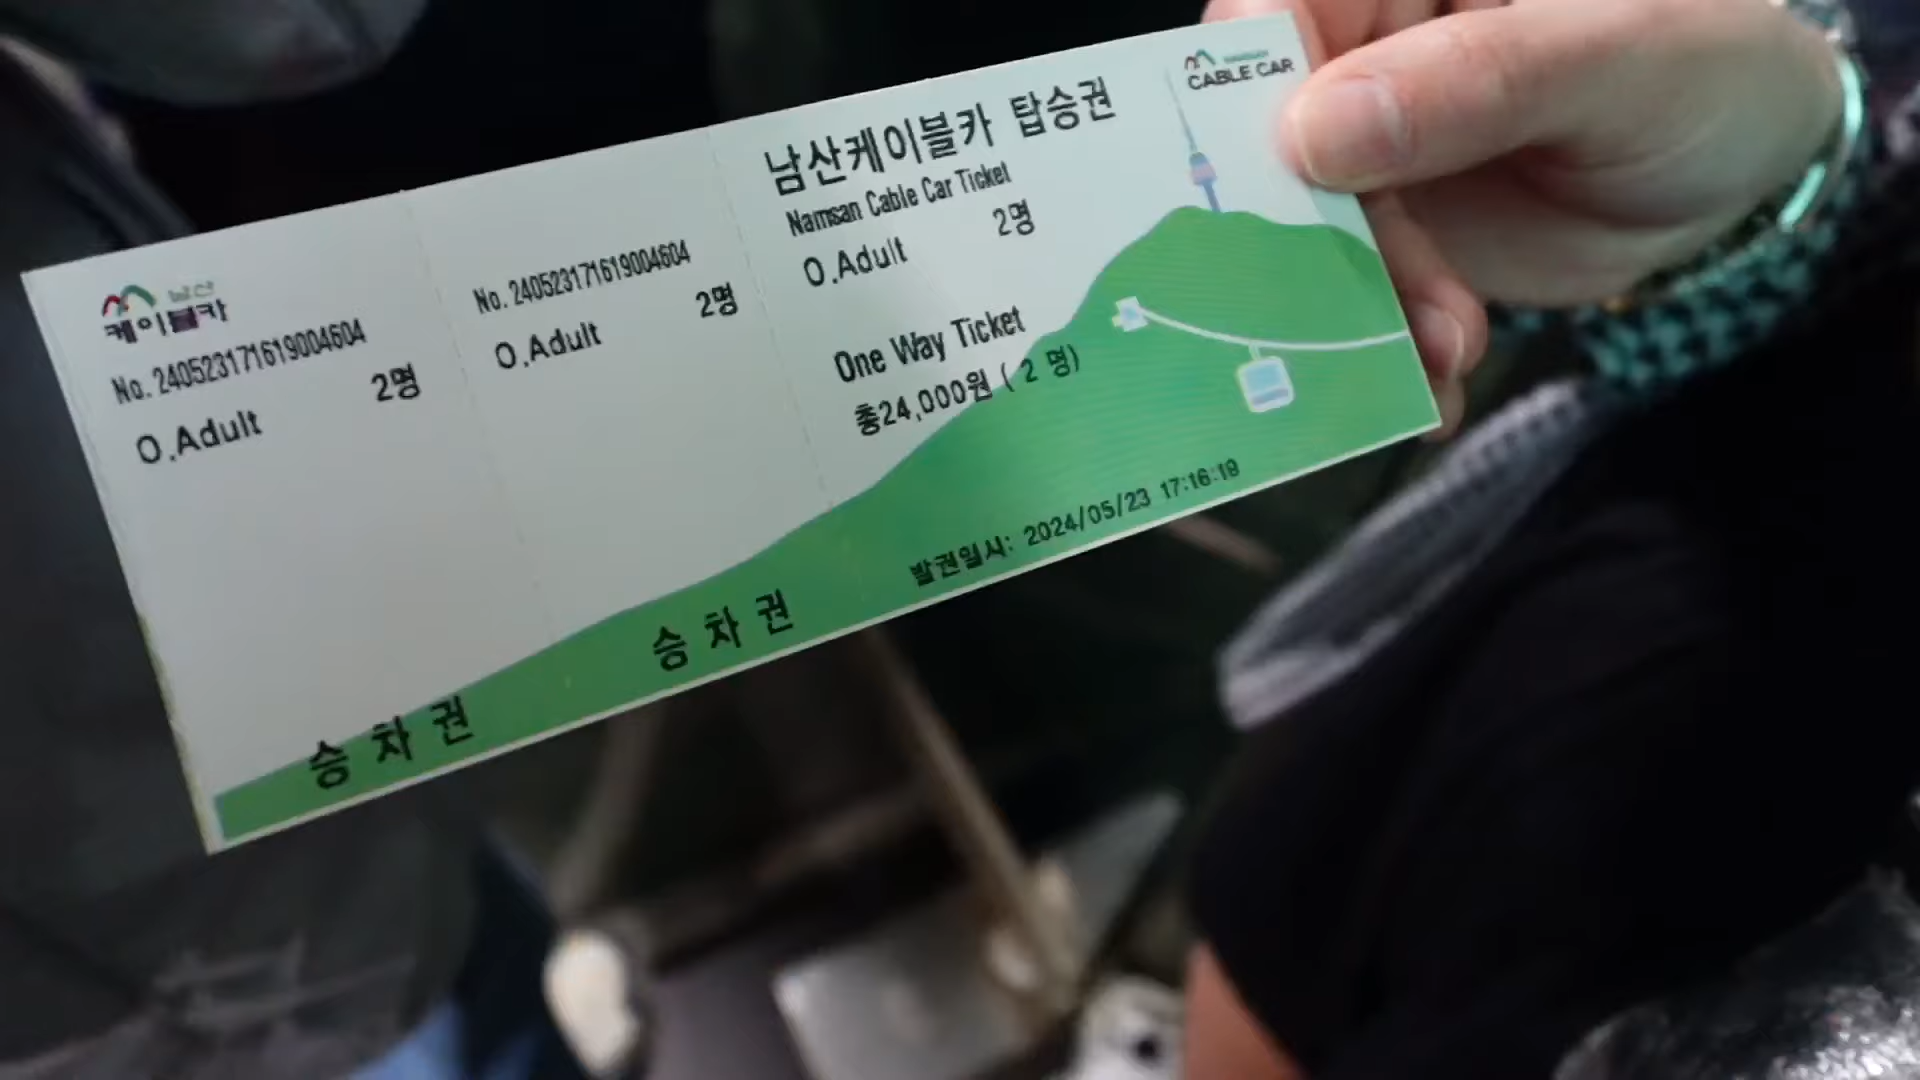 케이블카
No. 240523171619004604
O.Adult 2명
승차권
No. 240523171619004604
O.Adult 2명
승차권
CABLE CAR
남산케이블카 탑승권
Namsan Cable Car Ticket
O.Adult 2명
One Way Ticket
총24,000원 ( 2 명)
발권일시: 2024/05/23 17:16:19